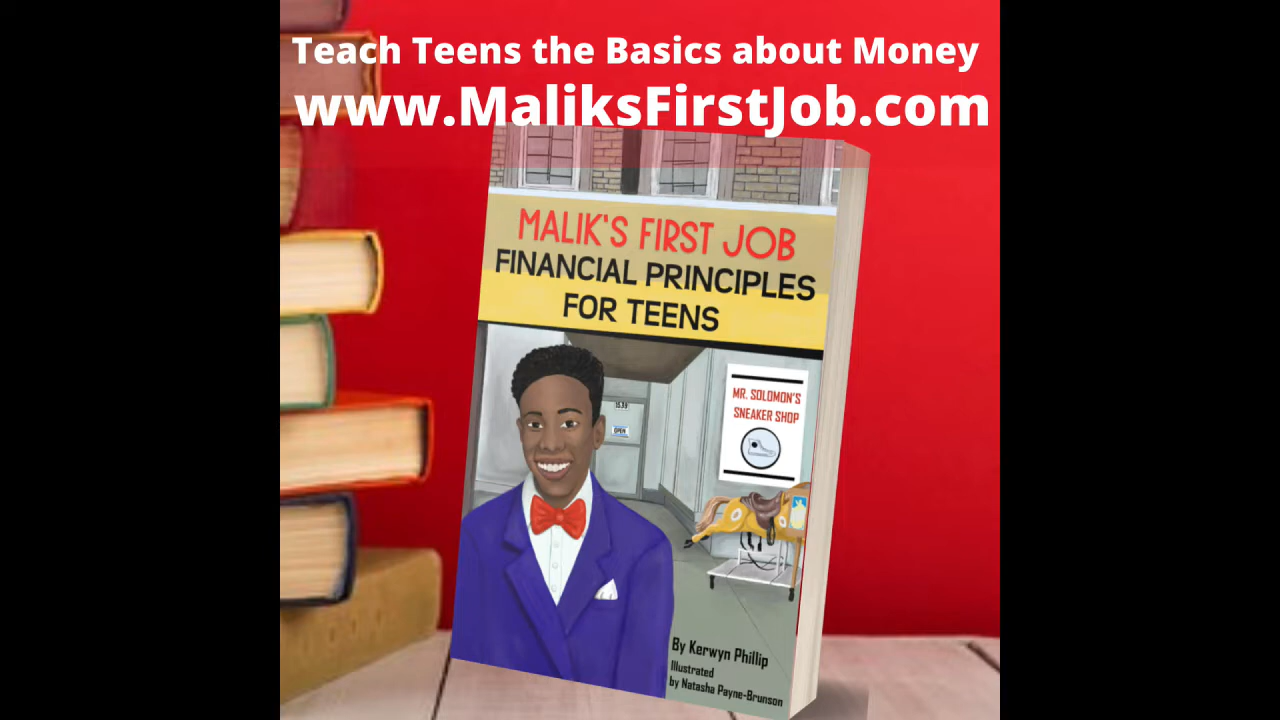 Teach Teens the Basics about Money
www.MaliksFirstJob.com
MALIK'S FIRST JOB
FINANCIAL PRINCIPLES
FOR TEENS
MR. SOLOMON'S
SNEAKER SHOP
OPEN
By Kerwyn Phillip
Illustrated
by Natasha Payne-Brunson